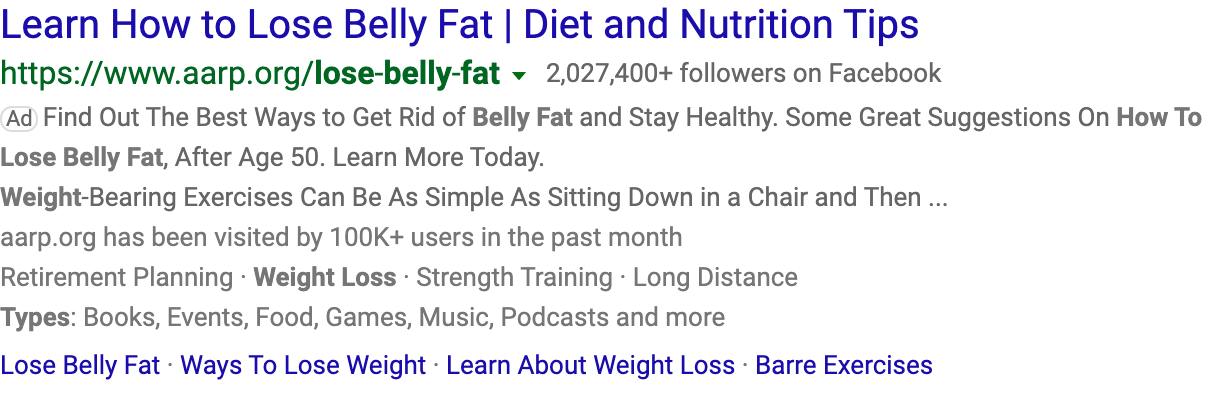 Learn How to Lose Belly Fat | Diet and Nutrition Tips
https://www.aarp.org/lose-belly-fat 2,027,400+ followers on Facebook
Ad Find Out The Best Ways to Get Rid of Belly Fat and Stay Healthy. Some Great Suggestions On How To
Lose Belly Fat, After Age 50. Learn More Today.
Weight-Bearing Exercises Can Be As Simple As Sitting Down in a Chair and Then ...
aarp.org has been visited by 100K+ users in the past month
Retirement Planning · Weight Loss · Strength Training · Long Distance
Types: Books, Events, Food, Games, Music, Podcasts and more
Lose Belly Fat · Ways To Lose Weight · Learn About Weight Loss · Barre Exercises